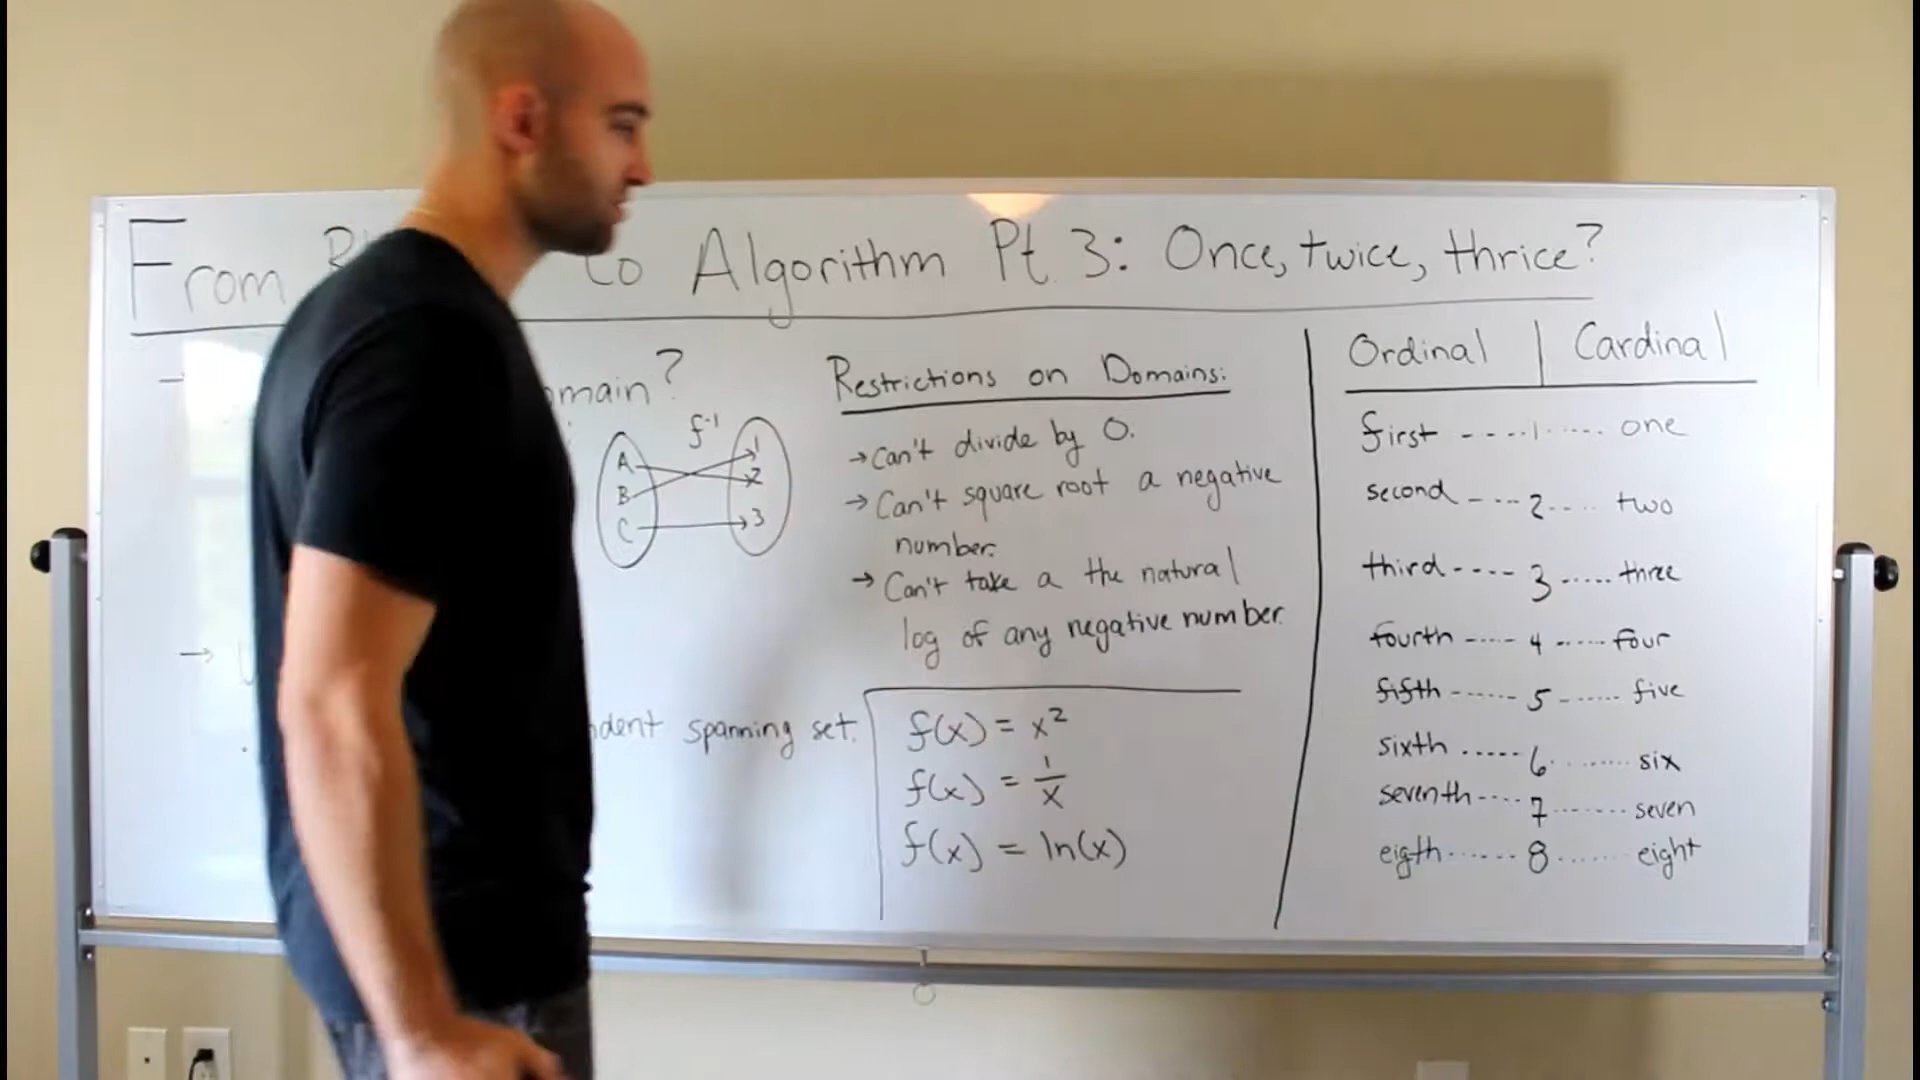 From to Algorithm Pt 3: Once, twice, thrice?
→
omain?
f⁻¹
A 1
B 2
C 3
→
ndent spanning set.
Restrictions on Domains:
→ Can't divide by 0.
→ Can't square root a negative
number.
→ Can't take a the natural
log of any negative number.
f(x) = x²
f(x) = 1/x
f(x) = ln(x)
Ordinal | Cardinal
first ----1----- one
second ----2---- two
third ---- 3 ----- three
fourth ----- 4 ----- four
fifth ------ 5 ------ five
sixth ----- 6 ------- six
seventh ---- 7 ------- seven
eigth ------ 8 ------ eight